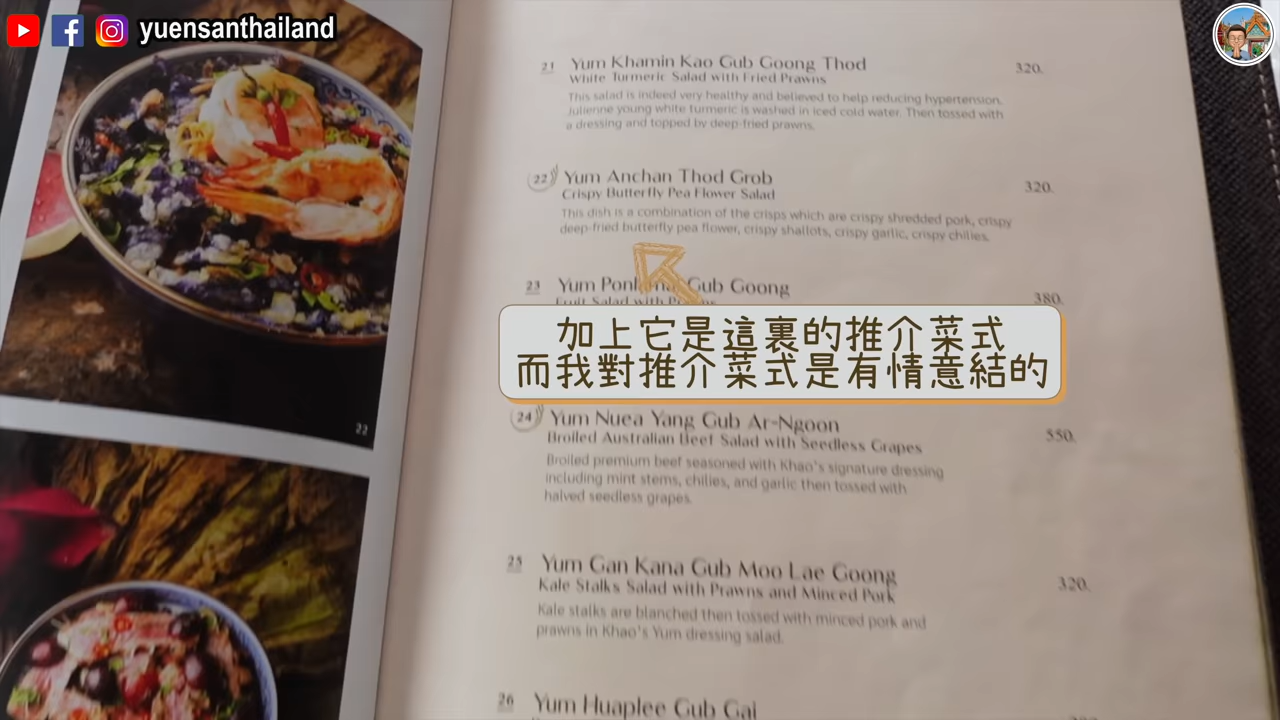 yuensanthailand
22
21 Yum Khamin Kao Gub Goong Thod 320.
White Turmeric Salad with Fried Prawns
This salad is indeed very healthy and believed to help reducing hypertension.
Julienne young white turmeric is washed in iced cold water. Then tossed with
a dressing and topped by deep-fried prawns.
22 Yum Anchan Thod Grob 320.
Crispy Butterfly Pea Flower Salad
This dish is a combination of the crisps which are crispy shredded pork, crispy
deep-fried butterfly pea flower, crispy shallots, crispy garlic, crispy chilies.
23 Yum Gub Goong 380.
Fruit Salad with Prawns
加上它是這裏的推介菜式
而我對推介菜式是有情意結的
24 Yum Nuea Yang Gub Ar-Ngoon 550.
Broiled Australian Beef Salad with Seedless Grapes
Broiled premium beef seasoned with Khao's signature dressing
including mint stems, chilies, and garlic then tossed with
halved seedless grapes.
25 Yum Gan Kana Gub Moo Lae Goong 320.
Kale Stalks Salad with Prawns and Minced Pork
Kale stalks are blanched then tossed with minced pork and
prawns in Khao's Yum dressing salad.
26 Yum Huaplee Gub Gai